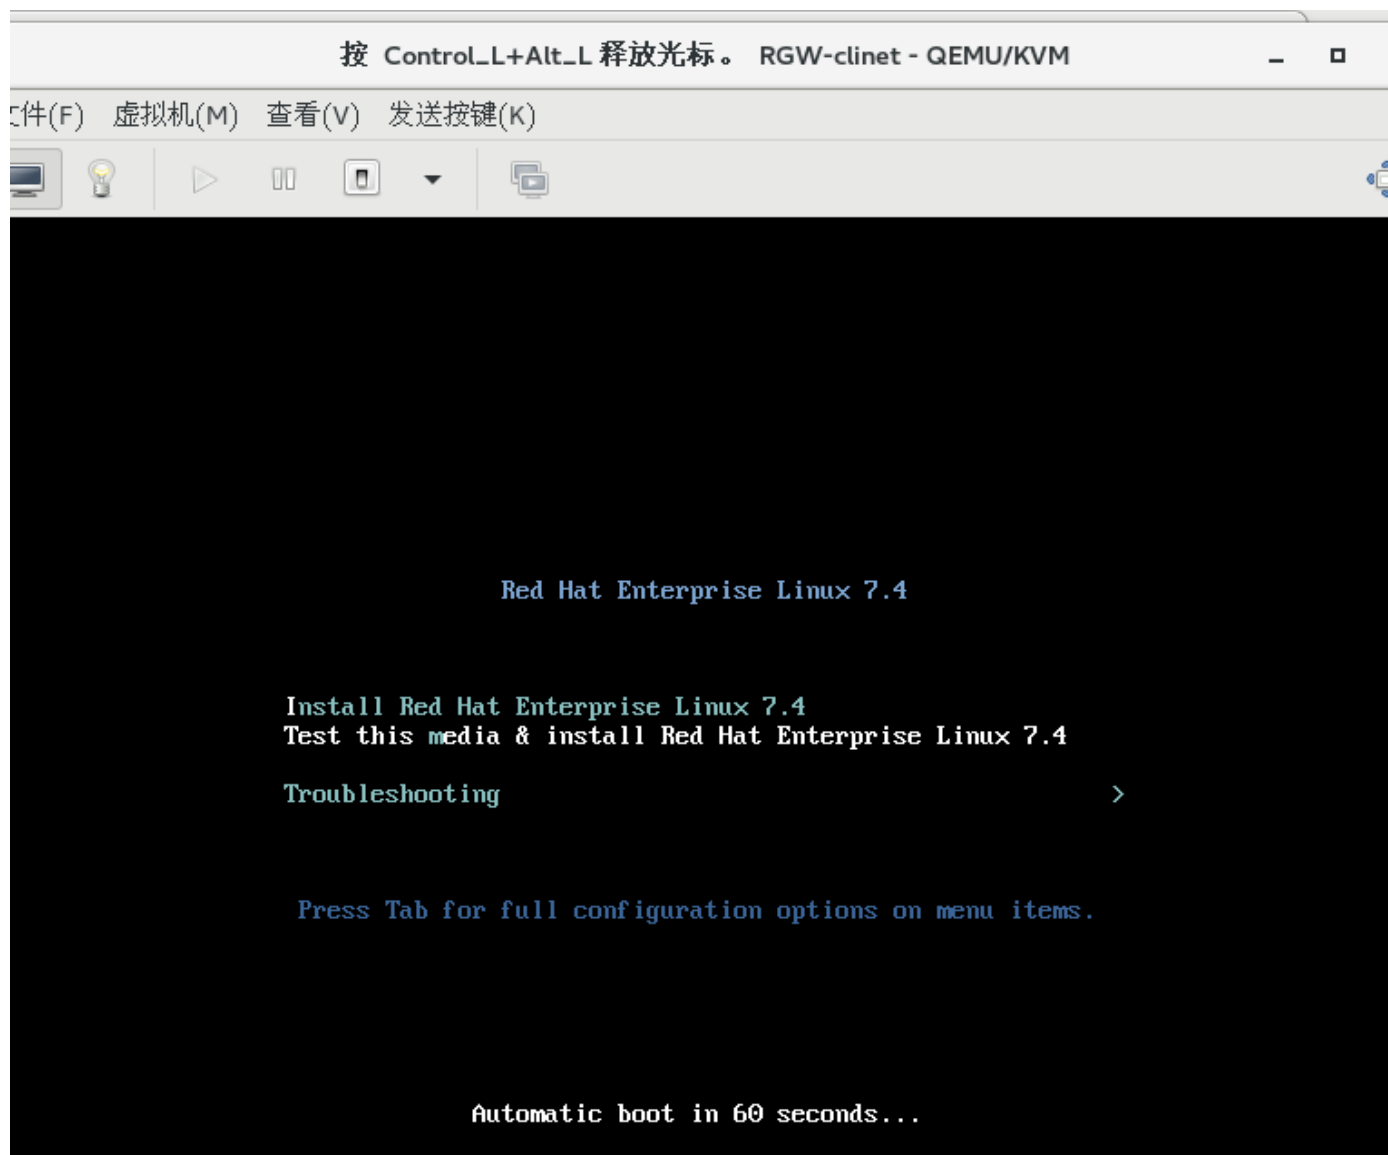 按 Control_L+Alt_L 释放光标。 RGW-clinet - QEMU/KVM
件(F) 虚拟机(M) 查看(V) 发送按键(K)
Red Hat Enterprise Linux 7.4
Install Red Hat Enterprise Linux 7.4
Test this media & install Red Hat Enterprise Linux 7.4
Troubleshooting >
Press Tab for full configuration options on menu items.
Automatic boot in 60 seconds...